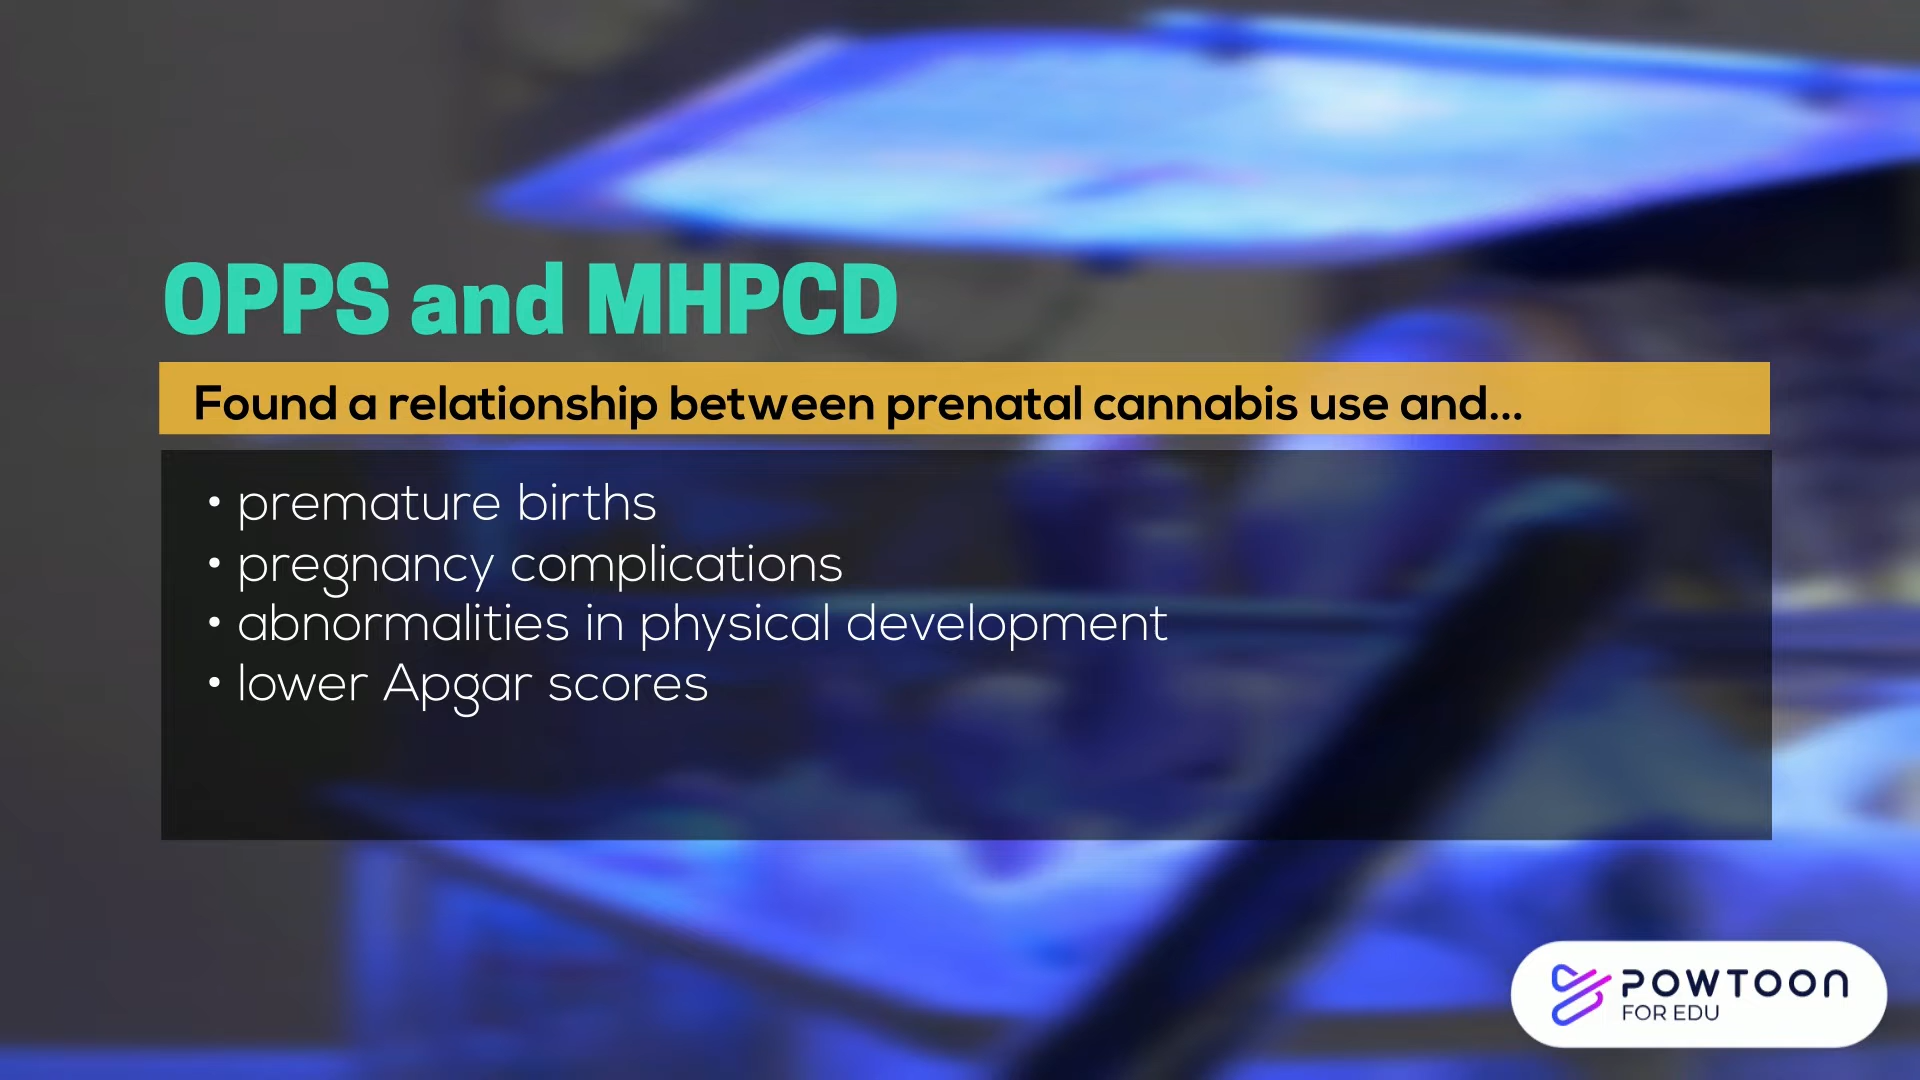 OPPS and MHPCD
Found a relationship between prenatal cannabis use and...
• premature births
• pregnancy complications
• abnormalities in physical development
• lower Apgar scores
POWTOON
FOR EDU